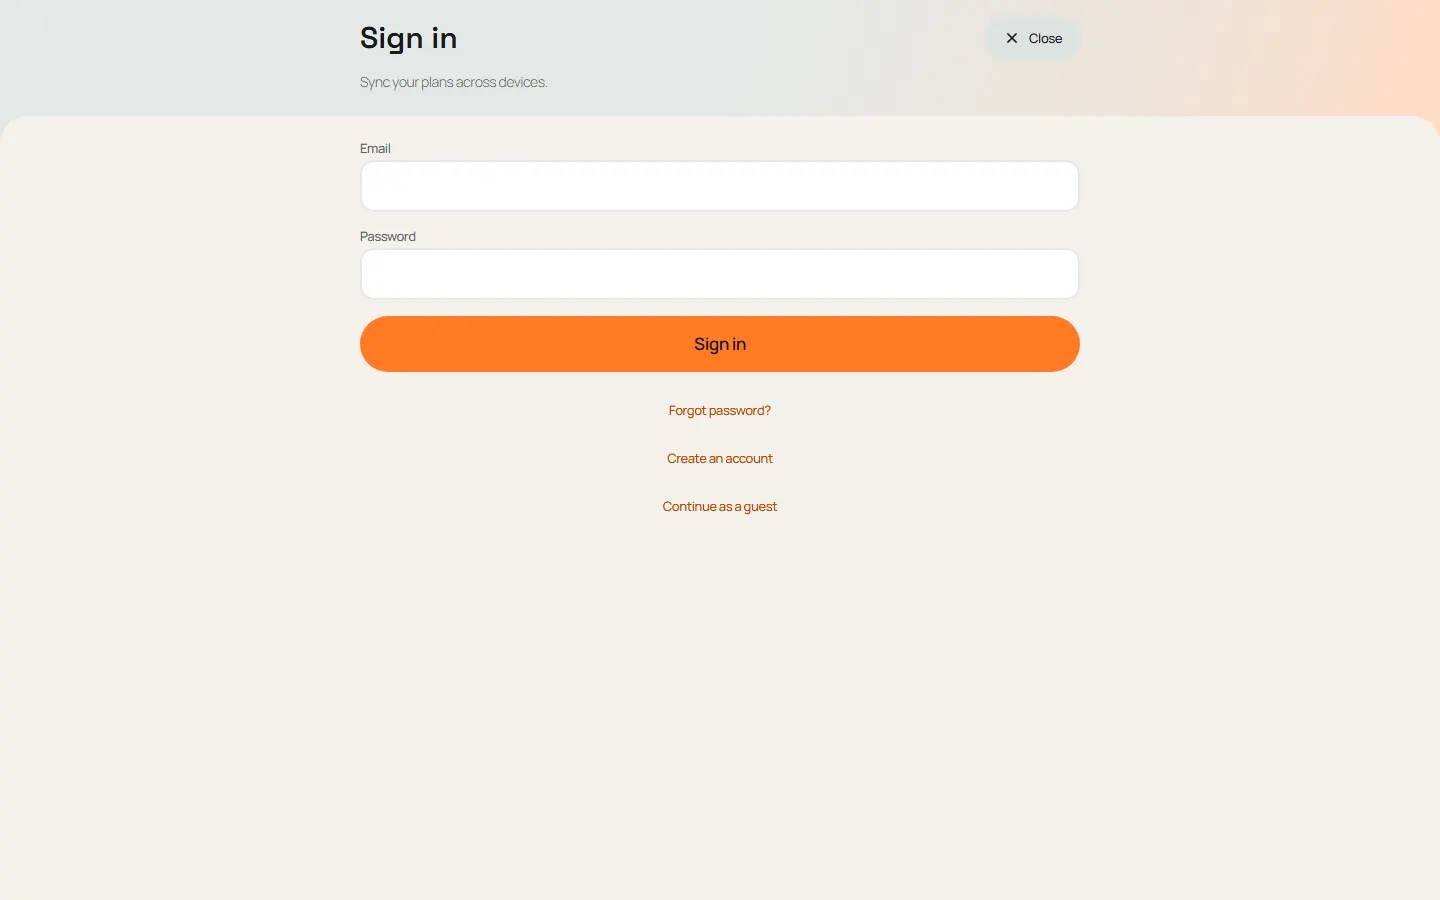 Sign in
Close
Sync your plans across devices.
Email
Password
Sign in
Forgot password?
Create an account
Continue as a guest